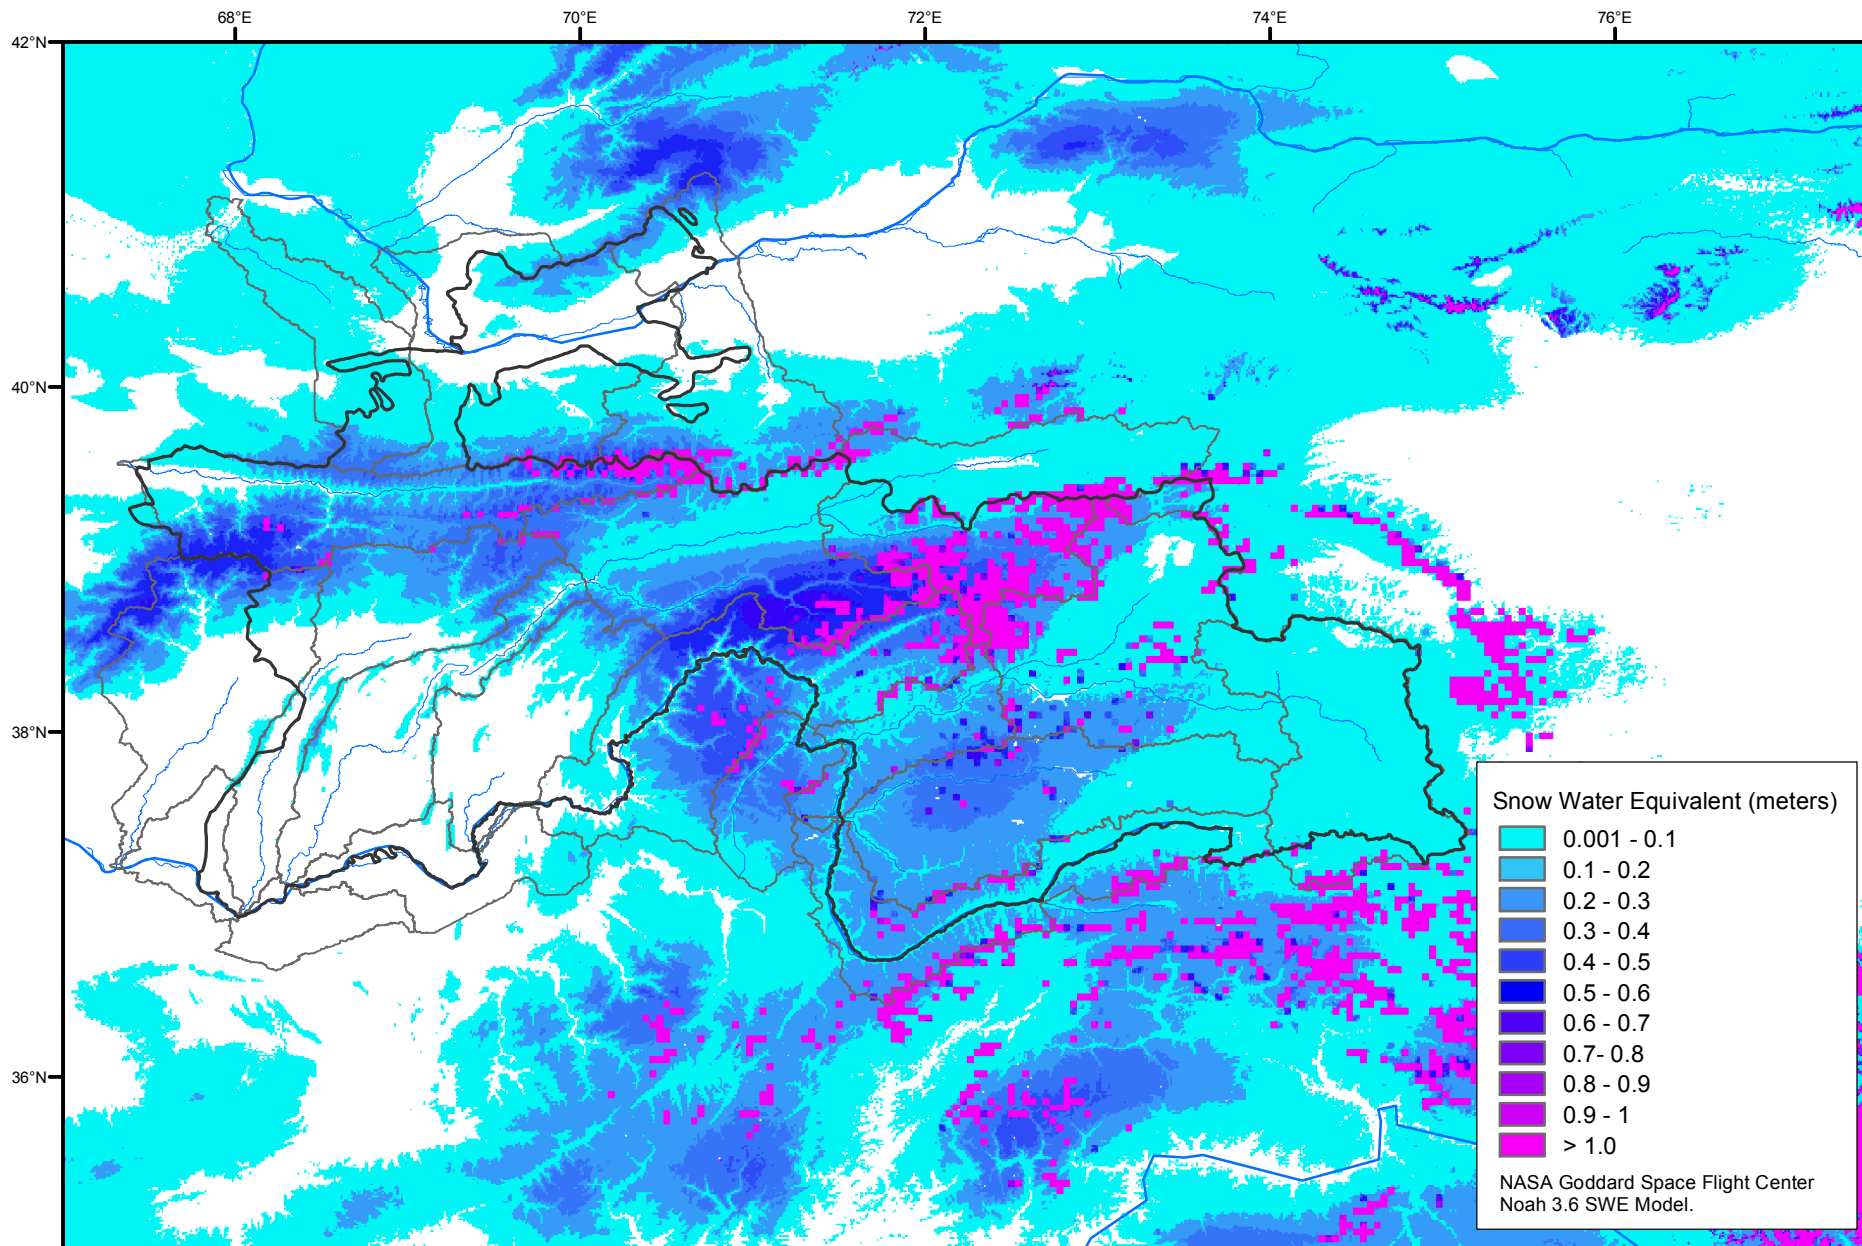 68°E
70°E
72°E
74°E
76°E
42°N
40°N
38°N
36°N
Snow Water Equivalent (meters)
0.001 - 0.1
0.1 - 0.2
0.2 - 0.3
0.3 - 0.4
0.4 - 0.5
0.5 - 0.6
0.6 - 0.7
0.7- 0.8
0.8 - 0.9
0.9 - 1
> 1.0
NASA Goddard Space Flight Center
Noah 3.6 SWE Model.